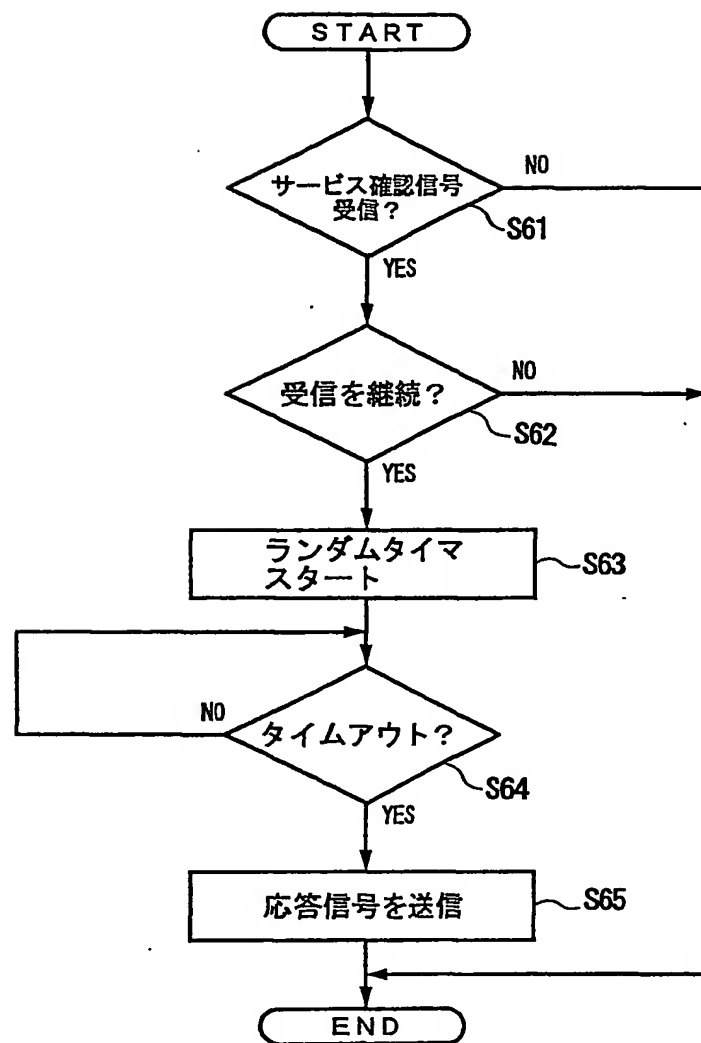 START
サービス確認信号
受信？
NO
S61
YES
受信を継続？
NO
S62
YES
ランダムタイマ
スタート
S63
NO
タイムアウト？
S64
YES
応答信号を送信
S65
END